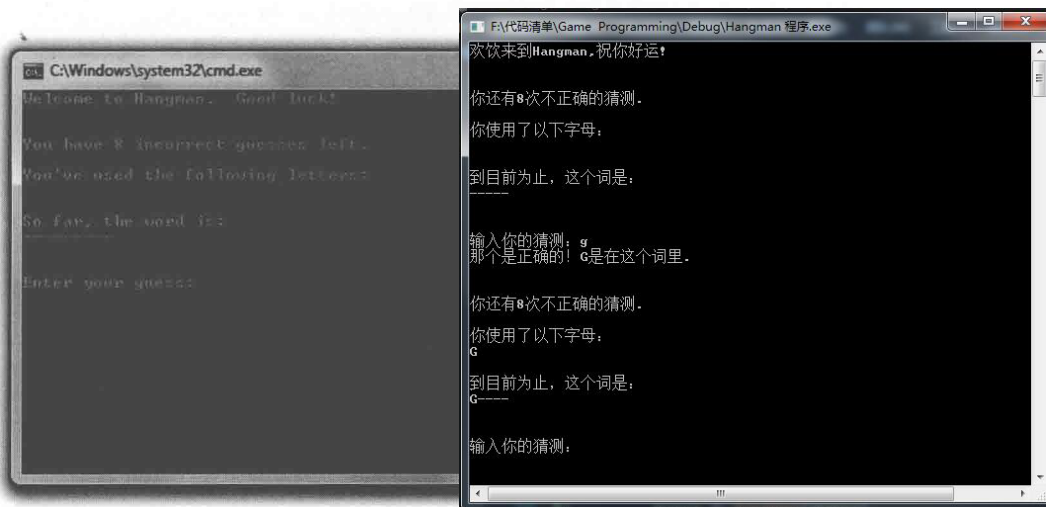 C:\Windows\system32\cmd.exe
Welcome to Hangman. Good luck!
You have 8 incorrect guesses left.
You've used the following letters:
So far, the word is:
---------
Enter your guess:
F:\代码清单\Game Programming\Debug\Hangman 程序.exe
欢饮来到Hangman,祝你好运!
你还有8次不正确的猜测.
你使用了以下字母:
到目前为止, 这个词是:
-----
输入你的猜测: g
那个是正确的! G是在这个词里.
你还有8次不正确的猜测.
你使用了以下字母:
G
到目前为止, 这个词是:
G----
输入你的猜测: